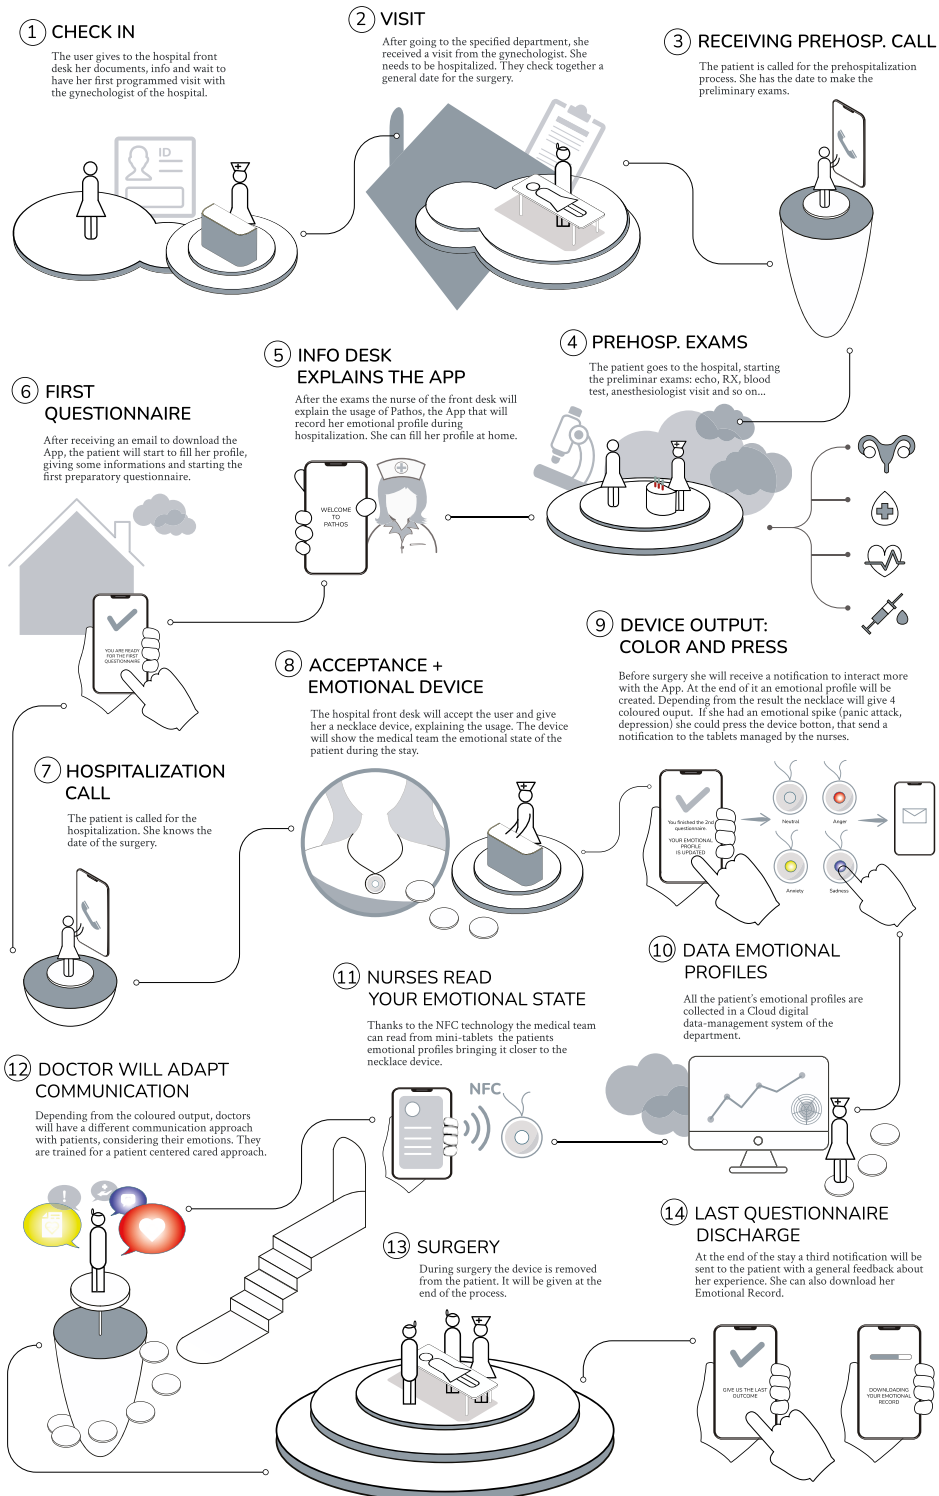 1 CHECK IN
The user gives to the hospital front
desk her documents, info and wait to
have her first programmed visit with
the gynechologist of the hospital.
ID
2 VISIT
After going to the specified department, she
received a visit from the gynechologist. She
needs to be hospitalized. They check together a
general date for the surgery.
3 RECEIVING PREHOSP. CALL
The patient is called for the prehospitalization
process. She has the date to make the
preliminary exams.
4 PREHOSP. EXAMS
The patient goes to the hospital, starting
the preliminar exams: echo, RX, blood
test, anesthesiologist visit and so on...
5 INFO DESK
EXPLAINS THE APP
After the exams the nurse of the front desk will
explain the usage of Pathos, the App that will
record her emotional profile during
hospitalization. She can fill her profile at home.
WELCOME
TO
PATHOS
6 FIRST
QUESTIONNAIRE
After receiving an email to download the
App, the patient will start to fill her profile,
giving some informations and starting the
first preparatory questionnaire.
YOU ARE READY
FOR THE FIRST
QUESTIONNAIRE
7 HOSPITALIZATION
CALL
The patient is called for the
hospitalization. She knows the
date of the surgery.
8 ACCEPTANCE +
EMOTIONAL DEVICE
The hospital front desk will accept the user and give
her a necklace device, explaining the usage. The device
will show the medical team the emotional state of the
patient during the stay.
9 DEVICE OUTPUT:
COLOR AND PRESS
Before surgery she will receive a notification to interact more
with the App. At the end of it an emotional profile will be
created. Depending from the result the necklace will give 4
coloured ouput. If she had an emotional spike (panic attack,
depression) she could press the device botton, that send a
notification to the tablets managed by the nurses.
You finished the 2nd
questionnaire.
YOUR EMOTIONAL
PROFILE
IS UPDATED
Neutral
Anger
Anxiety
Sadness
10 DATA EMOTIONAL
PROFILES
All the patient's emotional profiles are
collected in a Cloud digital
data-management system of the
department.
11 NURSES READ
YOUR EMOTIONAL STATE
Thanks to the NFC technology the medical team
can read from mini-tablets the patients
emotional profiles bringing it closer to the
necklace device.
NFC
12 DOCTOR WILL ADAPT
COMMUNICATION
Depending from the coloured output, doctors
will have a different communication approach
with patients, considering their emotions. They
are trained for a patient centered cared approach.
!
13 SURGERY
During surgery the device is removed
from the patient. It will be given at the
end of the process.
14 LAST QUESTIONNAIRE
DISCHARGE
At the end of the stay a third notification will be
sent to the patient with a general feedback about
her experience. She can also download her
Emotional Record.
GIVE US THE LAST
OUTCOME
DOWNLOADING
YOUR EMOTIONAL
RECORD